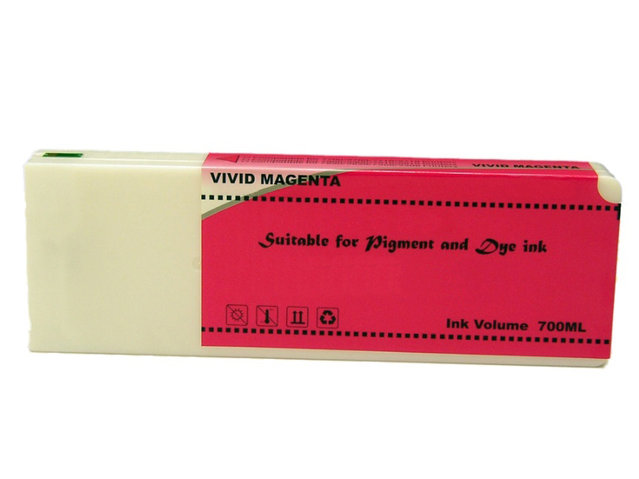 VIVID MAGENTA
VIVID MAGENTA
Suitable for Pigment and Dye ink
Ink Volume 700ML